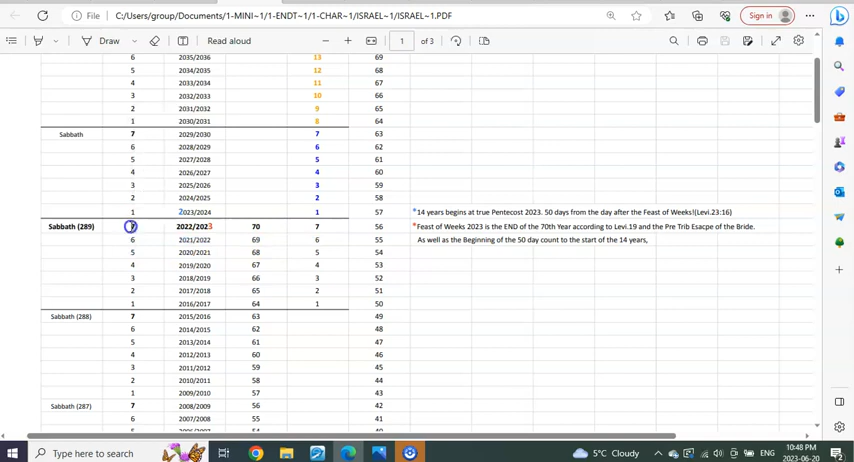 File C:/Users/group/Documents/1-MINI~1/1-ENDT~1/1-CHAR~1/ISRAEL~1/ISRAEL~1.PDF Sign in
Draw Read aloud 1 of 3
6 2035/2036 13 69
5 2034/2035 12 68
4 2033/2034 11 67
3 2032/2033 10 66
2 2031/2032 9 65
1 2030/2031 8 64
Sabbath 7 2029/2030 7 63
6 2028/2029 6 62
5 2027/2028 5 61
4 2026/2027 4 60
3 2025/2026 3 59
2 2024/2025 2 58
1 2023/2024 1 57 *14 years begins at true Pentecost 2023. 50 days from the day after the Feast of Weeks!(Levi.23:16)
Sabbath (289) 7 2022/2023 70 7 56 *Feast of Weeks 2023 is the END of the 70th Year according to Levi.19 and the Pre Trib Esacpe of the Bride.
6 2021/2022 69 6 55 As well as the Beginning of the 50 day count to the start of the 14 years,
5 2020/2021 68 5 54
4 2019/2020 67 4 53
3 2018/2019 66 3 52
2 2017/2018 65 2 51
1 2016/2017 64 1 50
Sabbath (288) 7 2015/2016 63 49
6 2014/2015 62 48
5 2013/2014 61 47
4 2012/2013 60 46
3 2011/2012 59 45
2 2010/2011 58 44
1 2009/2010 57 43
Sabbath (287) 7 2008/2009 56 42
6 2007/2008 55 41
Type here to search 5°C Cloudy ENG 10:48 PM
2023-06-20